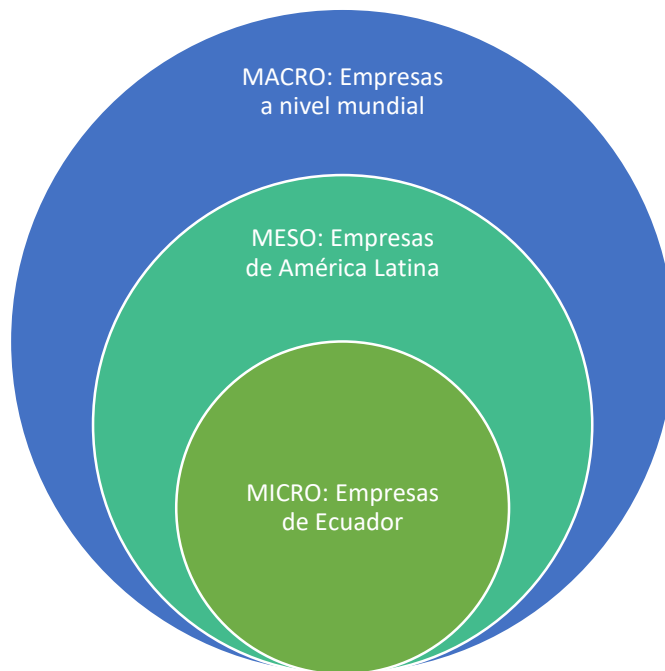 MACRO: Empresas
a nivel mundial
MESO: Empresas
de América Latina
MICRO: Empresas
de Ecuador